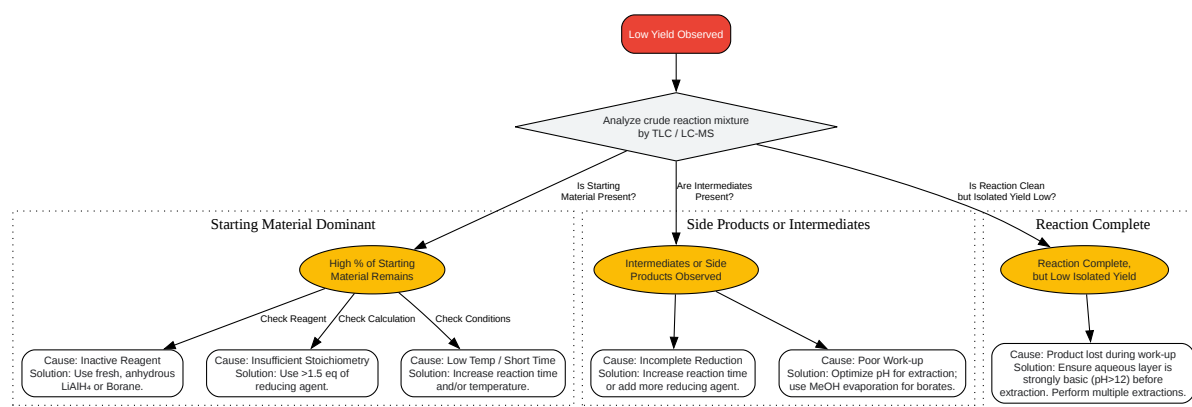 Low Yield Observed
Analyze crude reaction mixture
by TLC / LC-MS
Is Starting
Material Present?
Are Intermediates
Present?
Is Reaction Clean
but Isolated Yield Low?
Starting Material Dominant
Side Products or Intermediates
Reaction Complete
High % of Starting
Material Remains
Intermediates or Side
Products Observed
Reaction Complete,
but Low Isolated Yield
Check Reagent
Check Calculation
Check Conditions
Cause: Inactive Reagent
Solution: Use fresh, anhydrous
LiAlH₄ or Borane.
Cause: Insufficient Stoichiometry
Solution: Use >1.5 eq of
reducing agent.
Cause: Low Temp / Short Time
Solution: Increase reaction time
and/or temperature.
Cause: Incomplete Reduction
Solution: Increase reaction time
or add more reducing agent.
Cause: Poor Work-up
Solution: Optimize pH for extraction;
use MeOH evaporation for borates.
Cause: Product lost during work-up
Solution: Ensure aqueous layer is
strongly basic (pH>12) before
extraction. Perform multiple extractions.